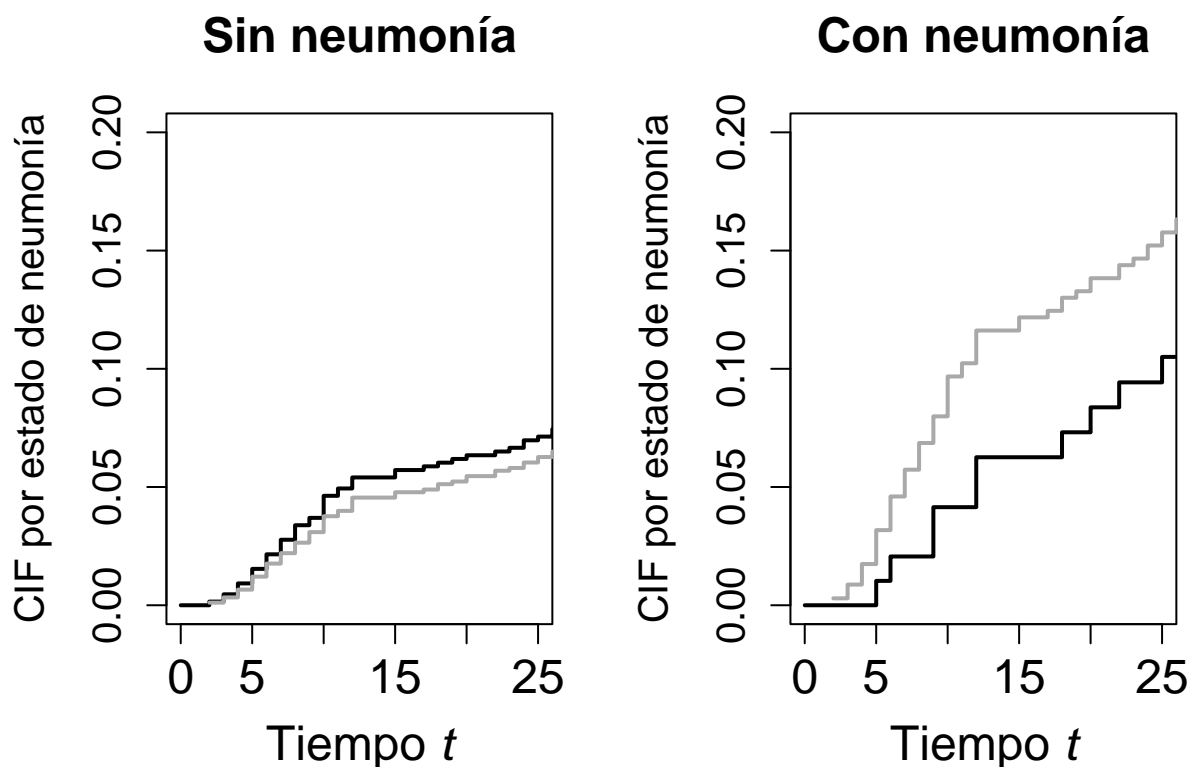 Sin neumonía
CIF por estado de neumonía
0.00 0.05 0.10 0.15 0.20
0 5 15 25
Tiempo t
Con neumonía
CIF por estado de neumonía
0.00 0.05 0.10 0.15 0.20
0 5 15 25
Tiempo t